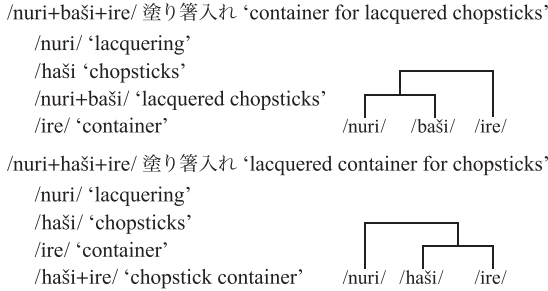 /nuri+baši+ire/ 塗り箸入れ ‘container for lacquered chopsticks’
/nuri/ ‘lacquering’
/haši ‘chopsticks’
/nuri+baši/ ‘lacquered chopsticks’
/ire/ ‘container’
/nuri/ /baši/ /ire/
/nuri+haši+ire/ 塗り箸入れ ‘lacquered container for chopsticks’
/nuri/ ‘lacquering’
/haši/ ‘chopsticks’
/ire/ ‘container’
/haši+ire/ ‘chopstick container’
/nuri/ /haši/ /ire/